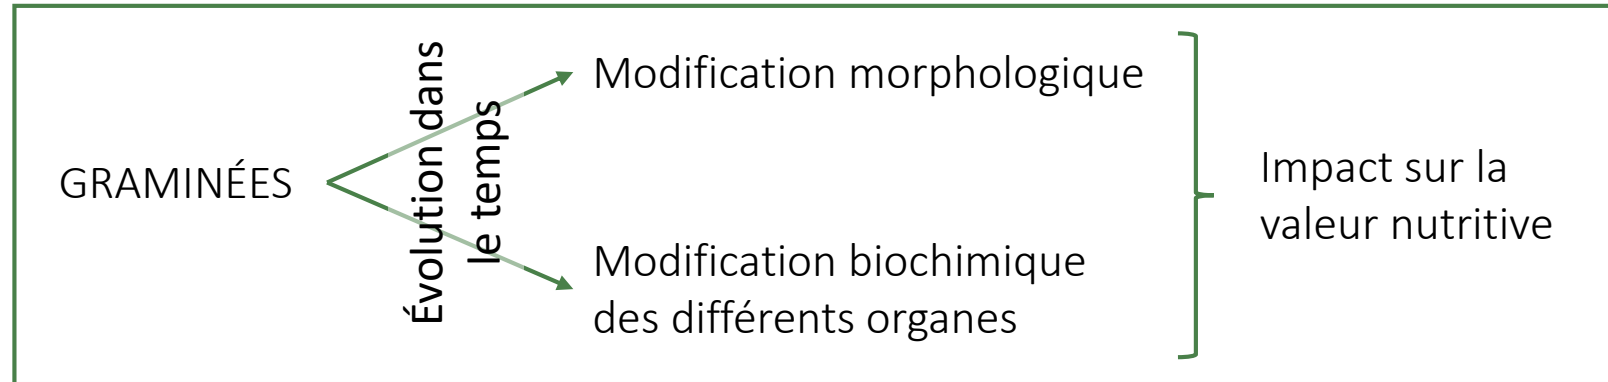 GRAMINÉES
Évolution dans
le temps
Modification morphologique
Modification biochimique
des différents organes
Impact sur la
valeur nutritive